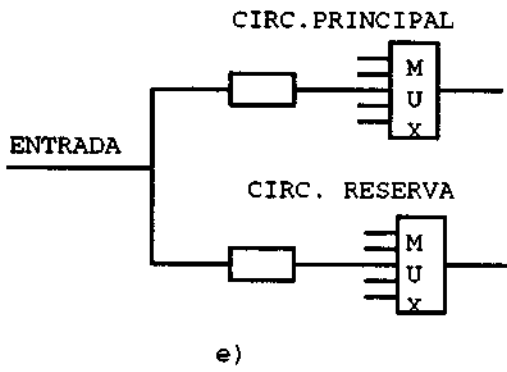 CIRC.PRINCIPAL
M
U
X
ENTRADA
CIRC. RESERVA
M
U
X
e)